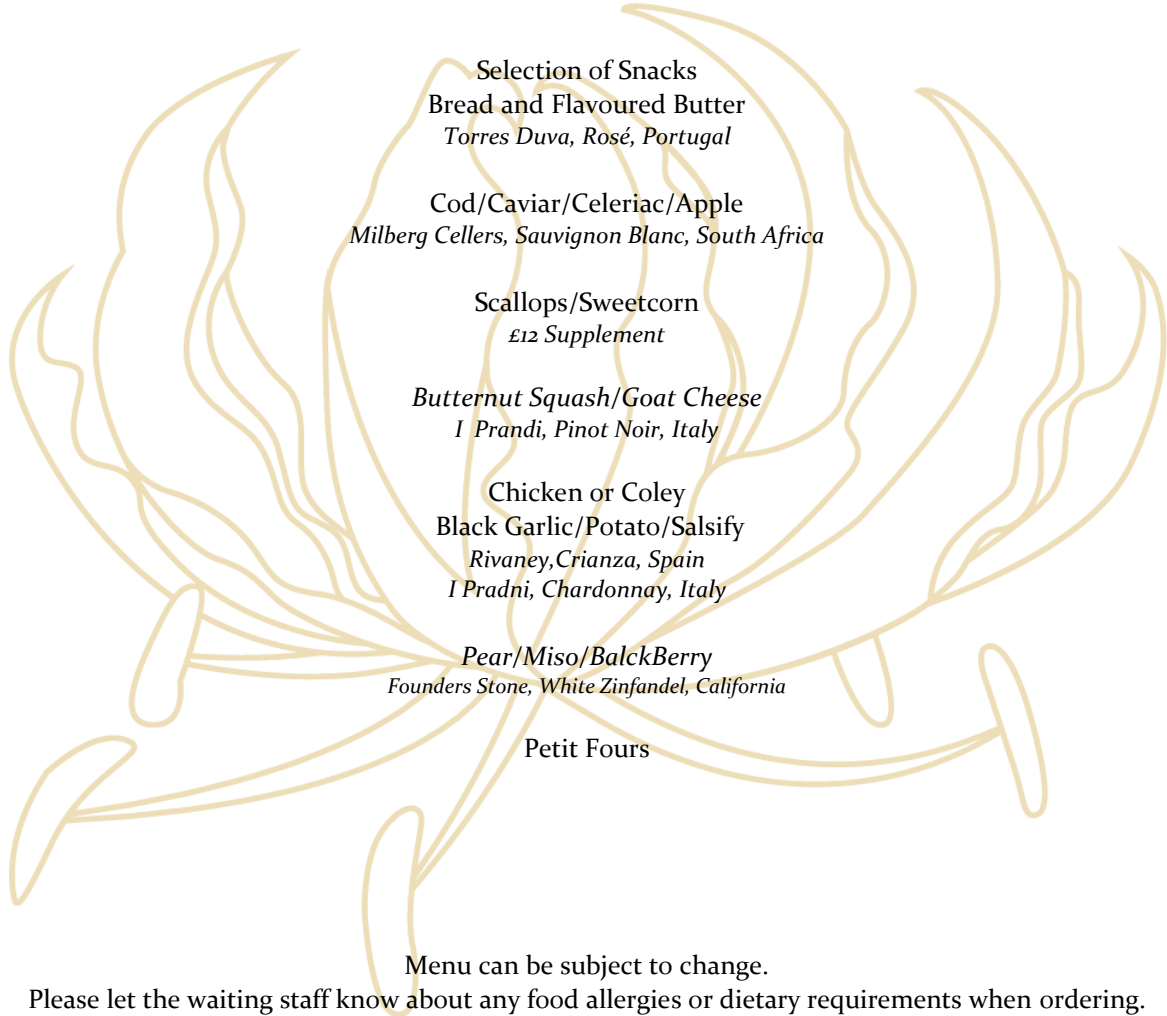 Selection of Snacks
Bread and Flavoured Butter
Torres Duva, Rosé, Portugal
Cod/Caviar/Celeriac/Apple
Milberg Cellers, Sauvignon Blanc, South Africa
Scallops/Sweetcorn
£12 Supplement
Butternut Squash/Goat Cheese
I Prandi, Pinot Noir, Italy
Chicken or Coley
Black Garlic/Potato/Salsify
Rivaney,Crianza, Spain
I Pradni, Chardonnay, Italy
Pear/Miso/BalckBerry
Founders Stone, White Zinfandel, California
Petit Fours
Menu can be subject to change.
Please let the waiting staff know about any food allergies or dietary requirements when ordering.